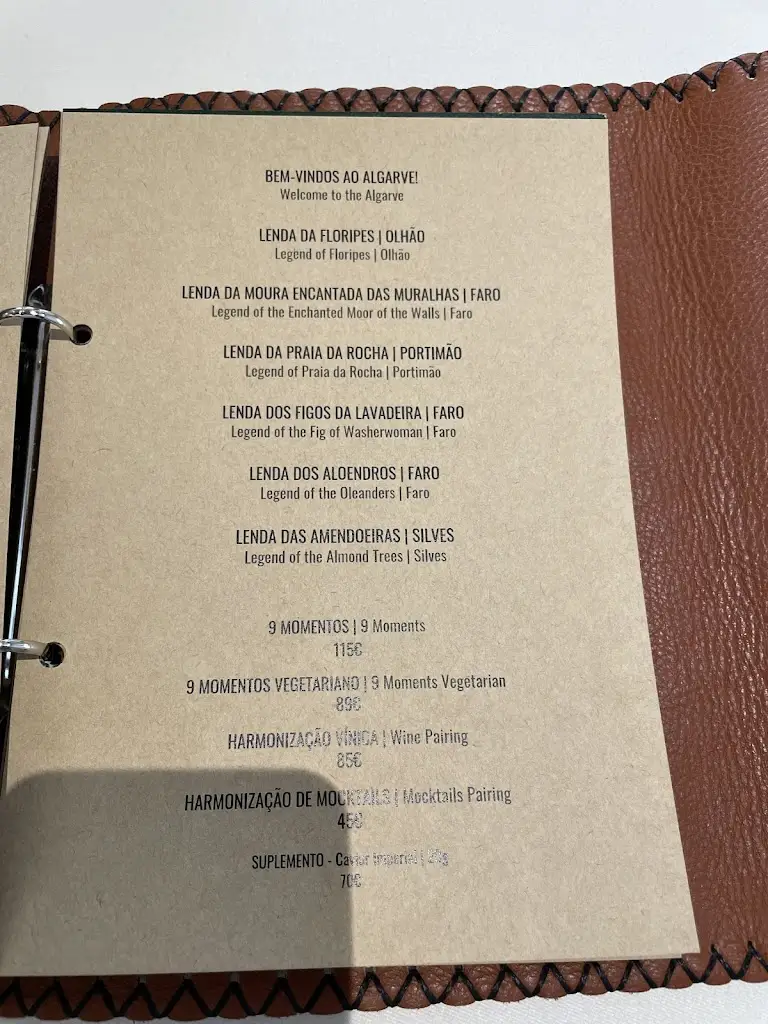 BEM-VINDOS AO ALGARVE!
Welcome to the Algarve
LENDA DA FLORIPES | OLHÃO
Legend of Floripes | Olhão
LENDA DA MOURA ENCANTADA DAS MURALHAS | FARO
Legend of the Enchanted Moor of the Walls | Faro
LENDA DA PRAIA DA ROCHA | PORTIMÃO
Legend of Praia da Rocha | Portimão
LENDA DOS FIGOS DA LAVADEIRA | FARO
Legend of the Fig of Washerwoman | Faro
LENDA DOS ALOENDROS | FARO
Legend of the Oleanders | Faro
LENDA DAS AMENDOEIRAS | SILVES
Legend of the Almond Trees | Silves
9 MOMENTOS | 9 Moments
115€
9 MOMENTOS VEGETARIANO | 9 Moments Vegetarian
89€
HARMONIZAÇÃO VÍNICA | Wine Pairing
85€
HARMONIZAÇÃO DE MOCKTAILS | Mocktails Pairing
45€
SUPLEMENTO - Caviar Imperial |
70€